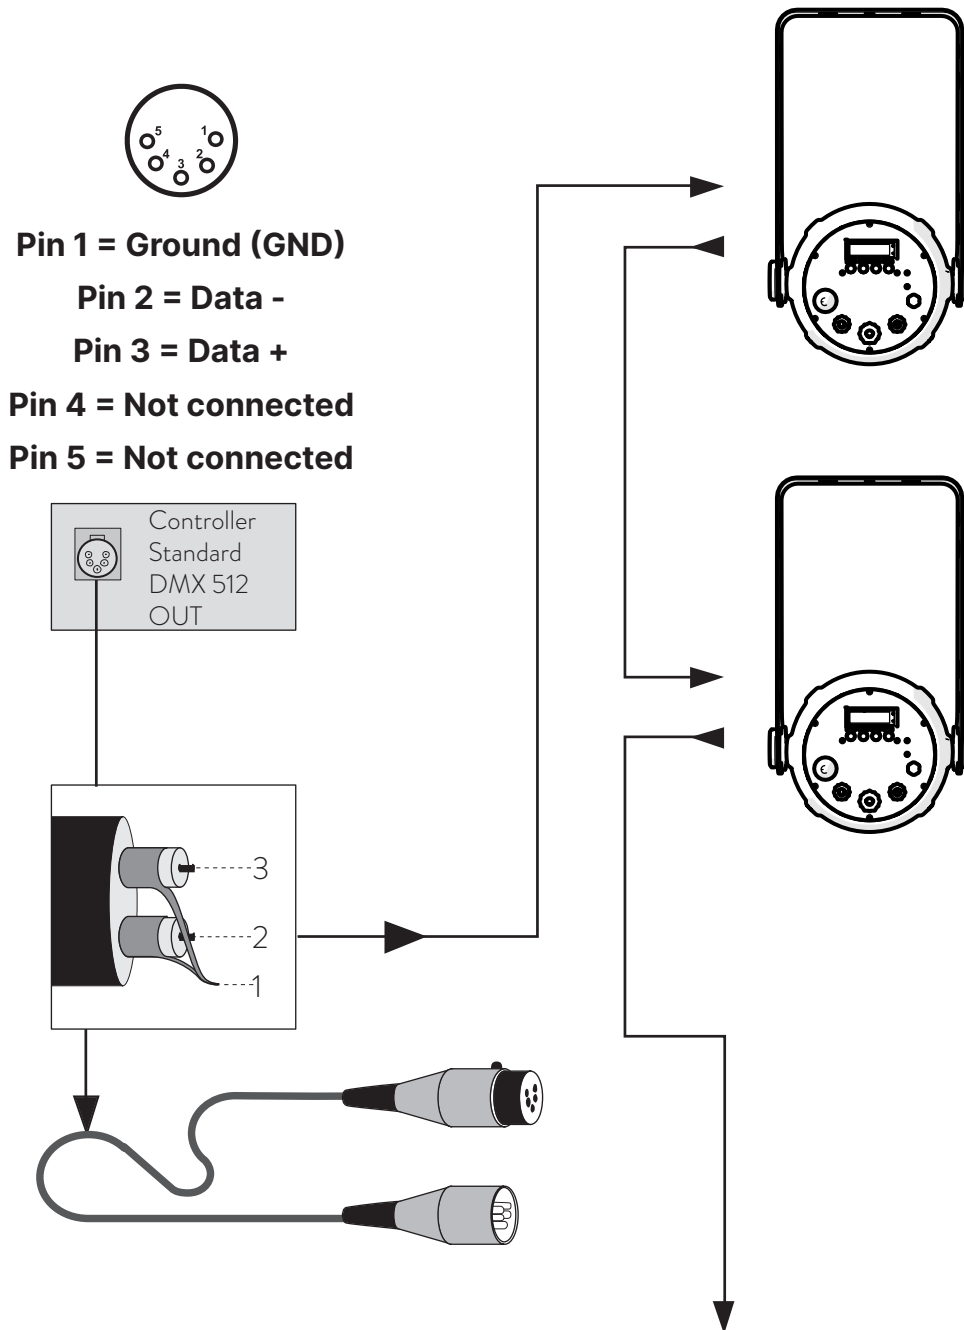 5 1
4 2
3
Pin 1 = Ground (GND)
Pin 2 = Data -
Pin 3 = Data +
Pin 4 = Not connected
Pin 5 = Not connected
Controller
Standard
DMX 512
OUT
3
2
1